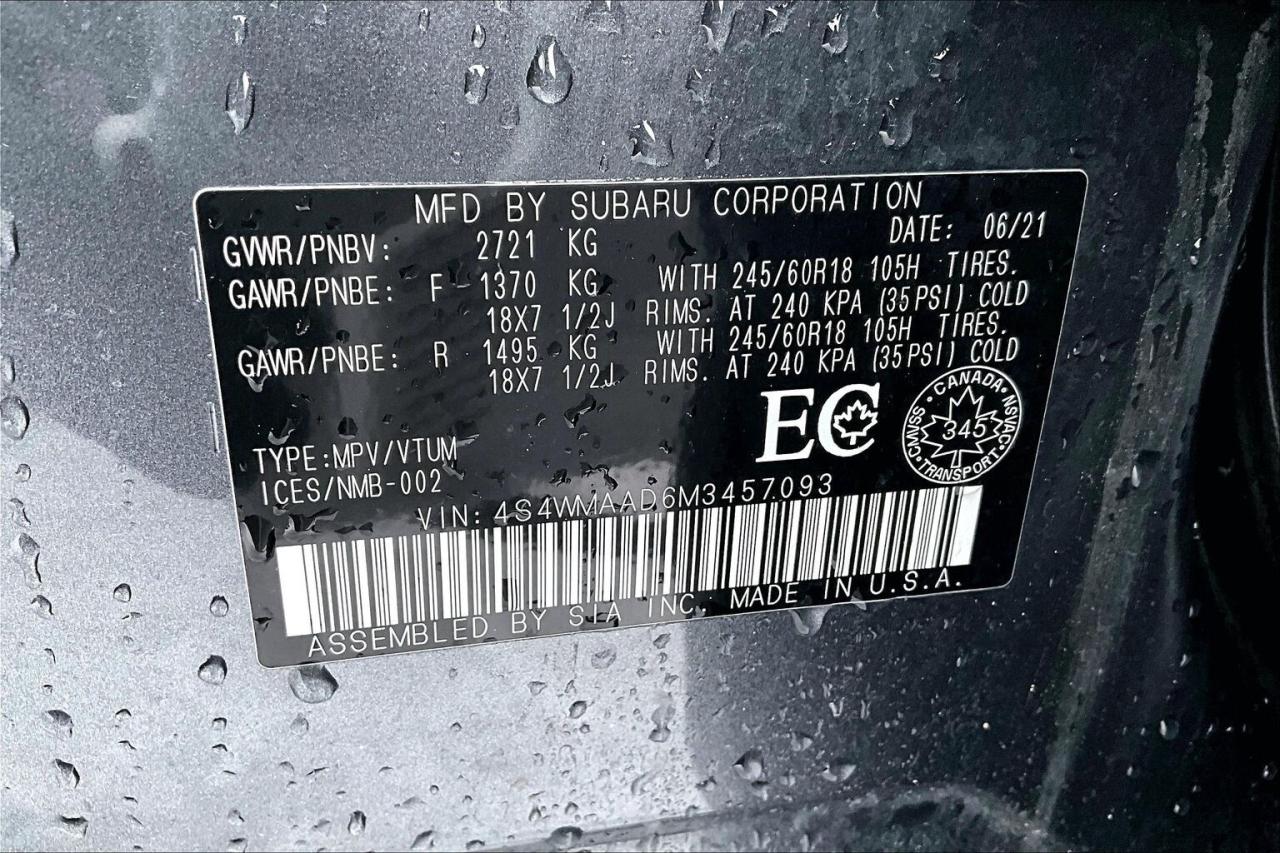 MFD BY SUBARU CORPORATION
DATE: 06/21
GVWR/PNBV: 2721 KG
GAWR/PNBE: F 1370 KG WITH 245/60R18 105H TIRES.
18X7 1/2J RIMS. AT 240 KPA (35PSI) COLD
GAWR/PNBE: R 1495 KG WITH 245/60R18 105H TIRES.
18X7 1/2J RIMS. AT 240 KPA (35PSI) COLD
EC
CANADA
CMVSS NSVAC
345
TRANSPORT
TYPE:MPV/VTUM
ICES/NMB-002
VIN: 4S4WMAAD6M3457093
ASSEMBLED BY SIA INC. MADE IN U.S.A.